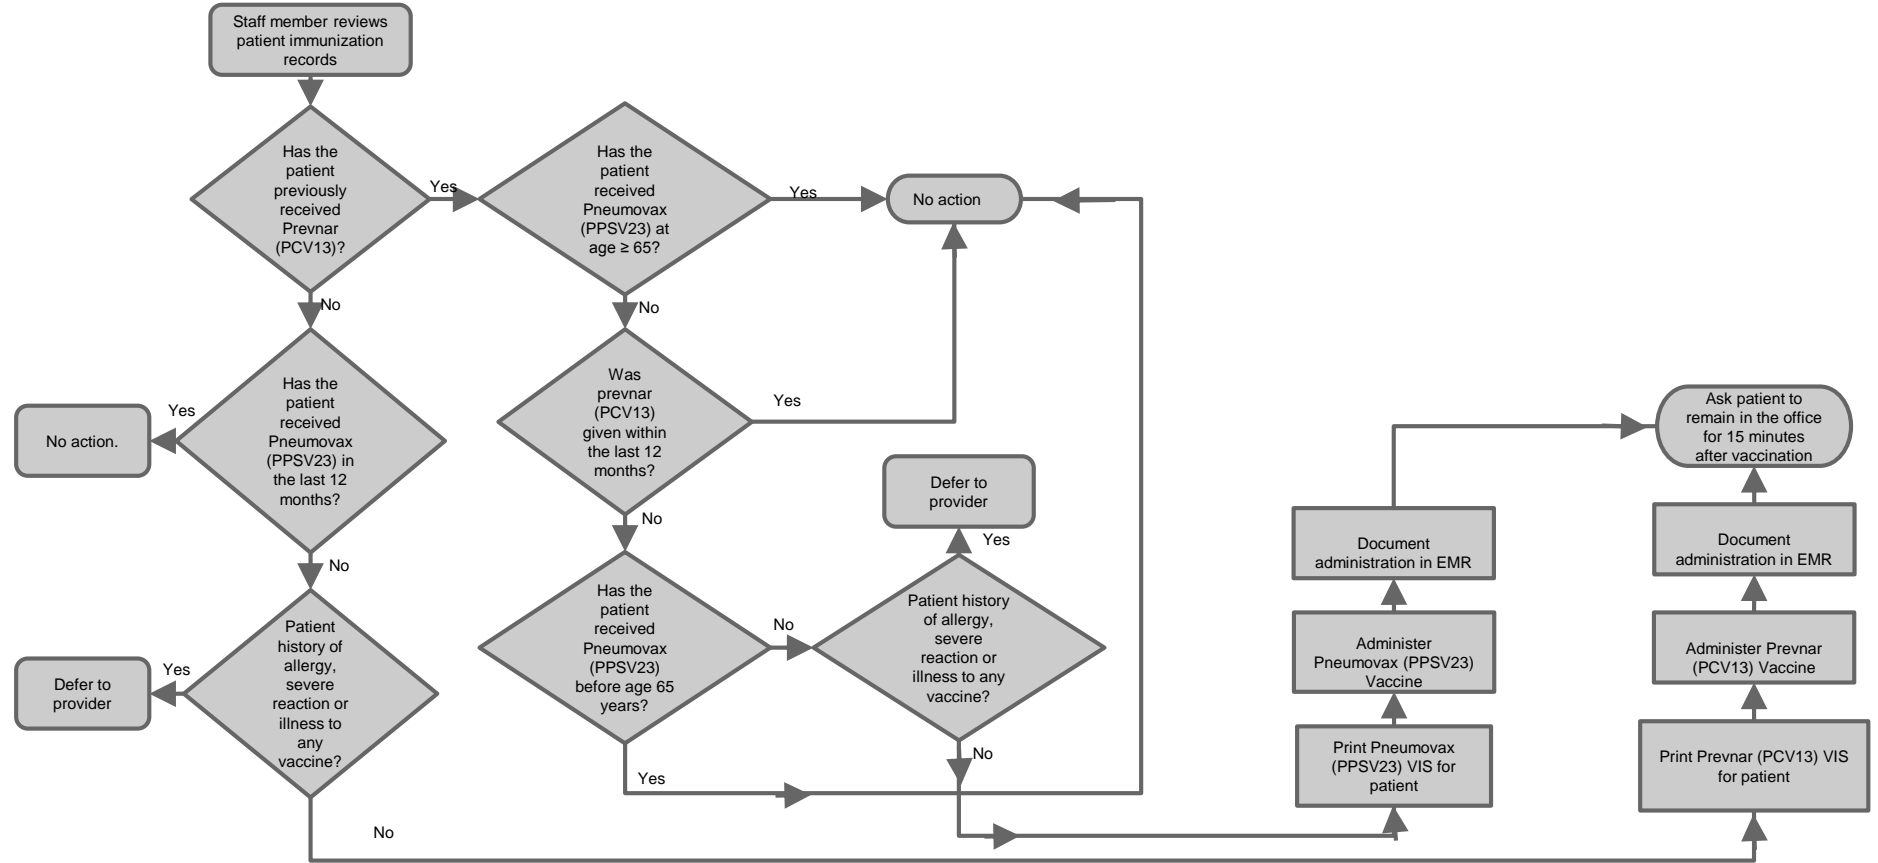 Staff member reviews
patient immunization
records
Has the
patient
previously
received
Prevnar
(PCV13)?
Yes
Has the
patient
received
Pneumovax
(PPSV23) at
age ≥ 65?
Yes
No action
No
No
Has the
patient
received
Pneumovax
(PPSV23) in
the last 12
months?
Yes
No action.
Was
prevnar
(PCV13)
given within
the last 12
months?
Yes
No
No
Defer to
provider
Yes
Patient
history of
allergy,
severe
reaction or
illness to
any
vaccine?
Yes
Defer to
provider
No
Has the
patient
received
Pneumovax
(PPSV23)
before age 65
years?
No
Yes
Patient history
of allergy,
severe
reaction or
illness to any
vaccine?
No
Ask patient to
remain in the office
for 15 minutes
after vaccination
Document
administration in EMR
Document
administration in EMR
Administer
Pneumovax (PPSV23)
Vaccine
Administer Prevnar
(PCV13) Vaccine
Print Pneumovax
(PPSV23) VIS for
patient
Print Prevnar (PCV13) VIS
for patient